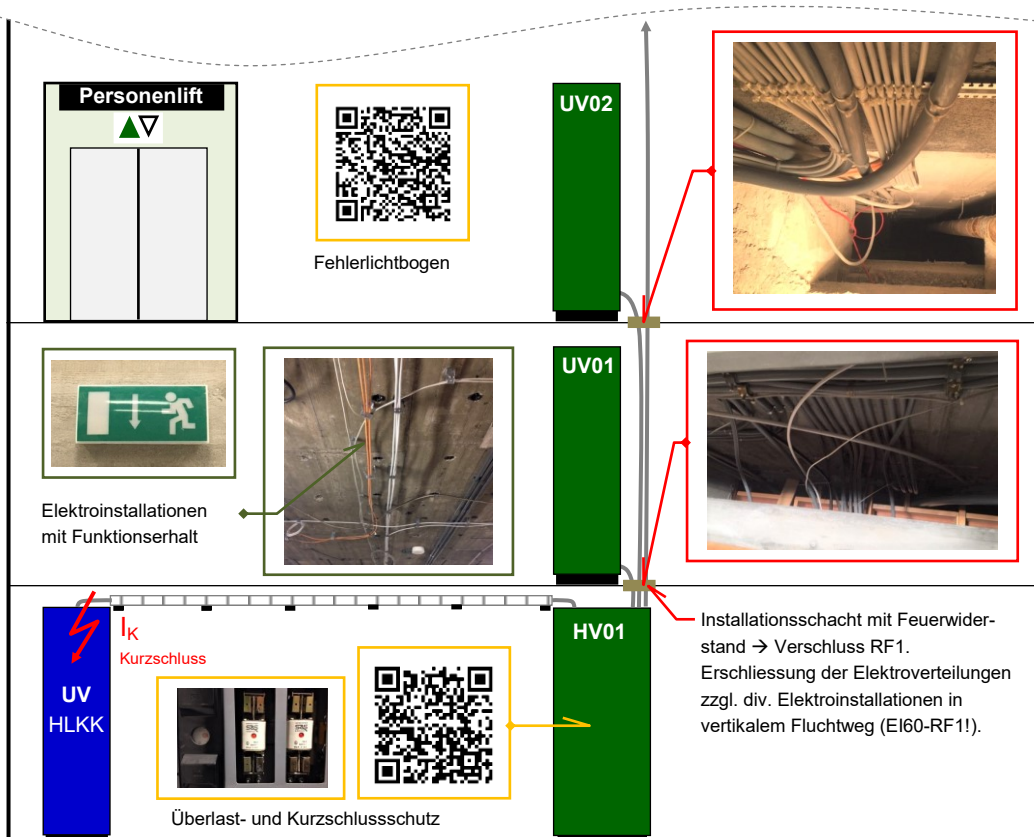 Personenlift
UV02
Fehlerlichtbogen
UV01
Elektroinstallationen
mit Funktionserhalt
IK
Kurzschluss
UV
HLKK
HV01
Installationsschacht mit Feuerwider-
stand → Verschluss RF1.
Erschliessung der Elektroverteilungen
zzgl. div. Elektroinstallationen in
vertikalem Fluchtweg (EI60-RF1!).
Überlast- und Kurzschlussschutz